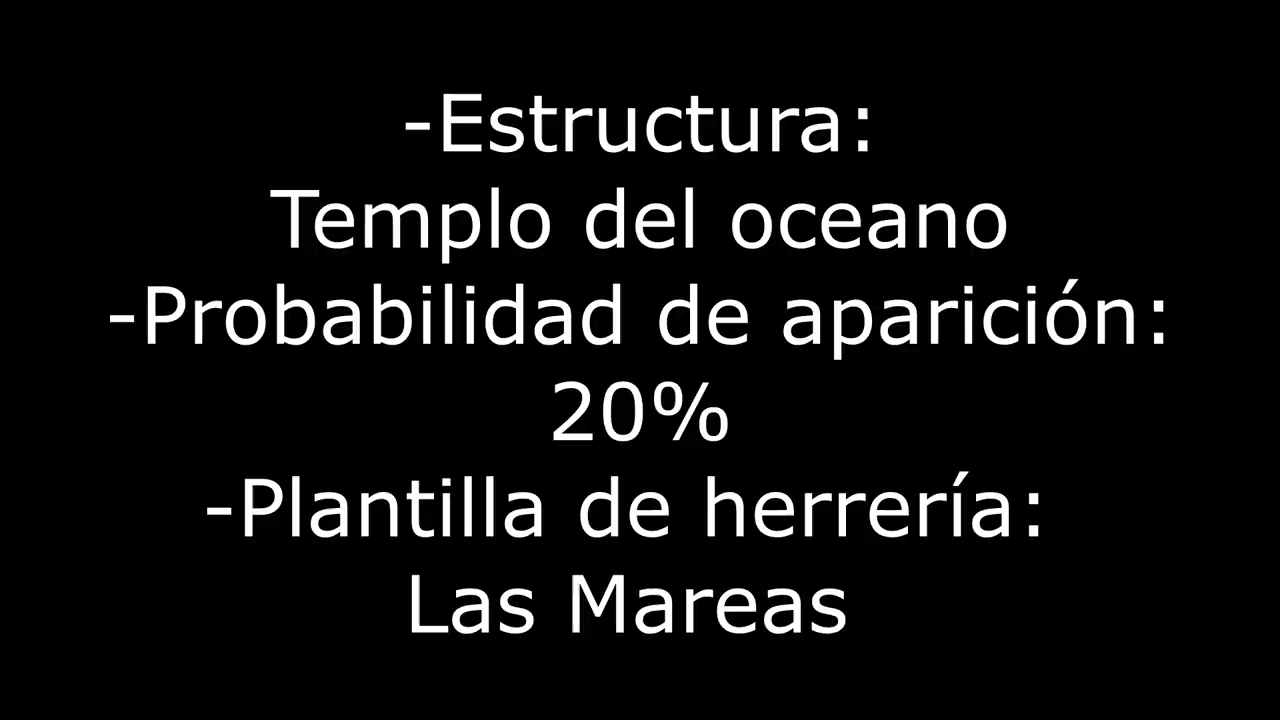 -Estructura:
Templo del oceano
-Probabilidad de aparición:
20%
-Plantilla de herrería:
Las Mareas